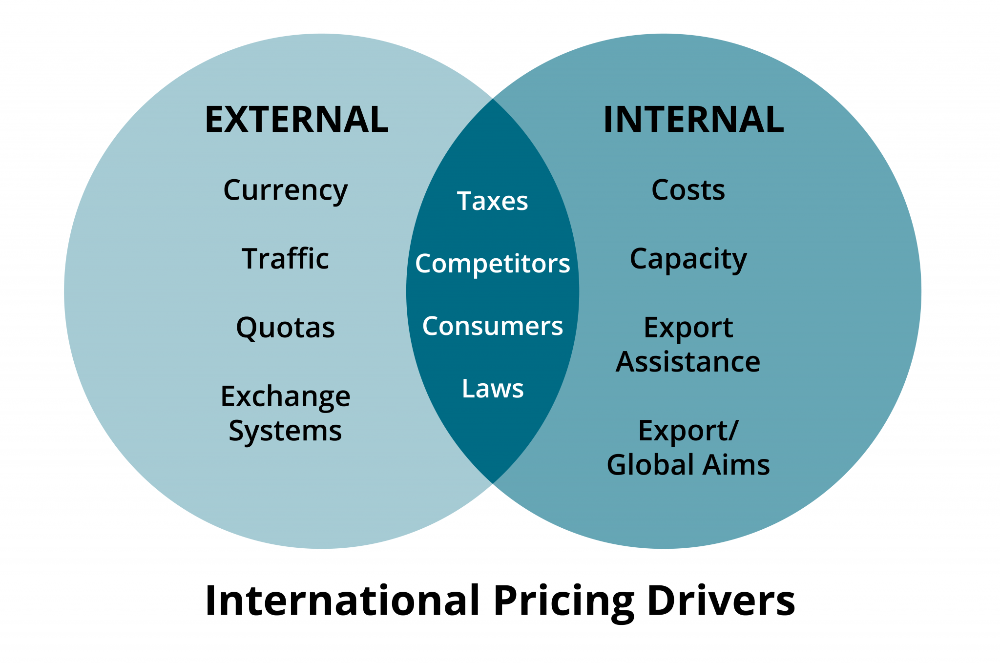 EXTERNAL
Currency
Traffic
Quotas
Exchange
Systems
Taxes
Competitors
Consumers
Laws
INTERNAL
Costs
Capacity
Export
Assistance
Export/
Global Aims
International Pricing Drivers